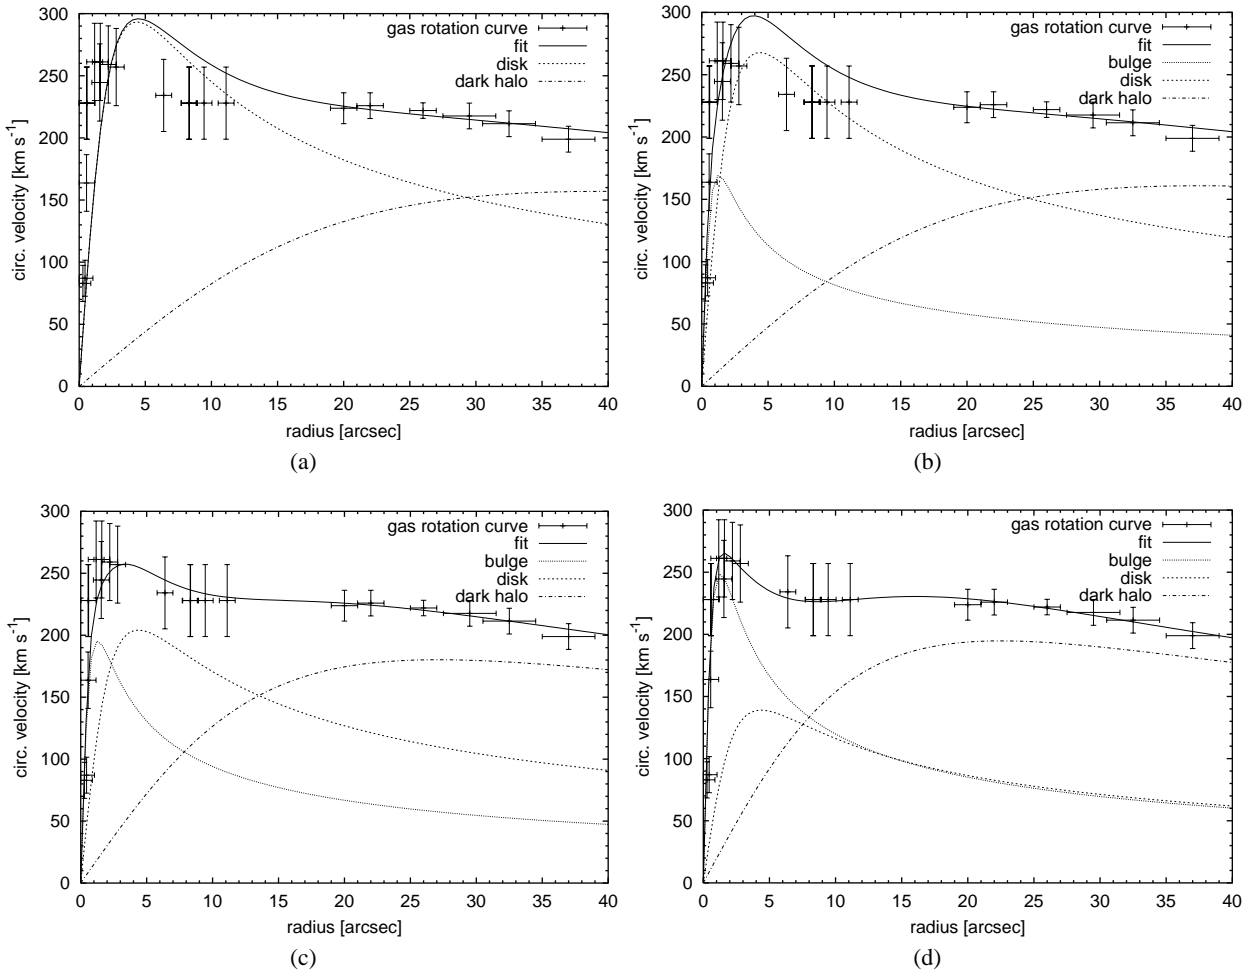 300
250
200
150
100
50
0
circ. velocity [km s⁻¹]
gas rotation curve
fit
disk
dark halo
0 5 10 15 20 25 30 35 40
radius [arcsec]
(a)
300
250
200
150
100
50
0
circ. velocity [km s⁻¹]
gas rotation curve
fit
bulge
disk
dark halo
0 5 10 15 20 25 30 35 40
radius [arcsec]
(b)
300
250
200
150
100
50
0
circ. velocity [km s⁻¹]
gas rotation curve
fit
bulge
disk
dark halo
0 5 10 15 20 25 30 35 40
radius [arcsec]
(c)
300
250
200
150
100
50
0
circ. velocity [km s⁻¹]
gas rotation curve
fit
bulge
disk
dark halo
0 5 10 15 20 25 30 35 40
radius [arcsec]
(d)